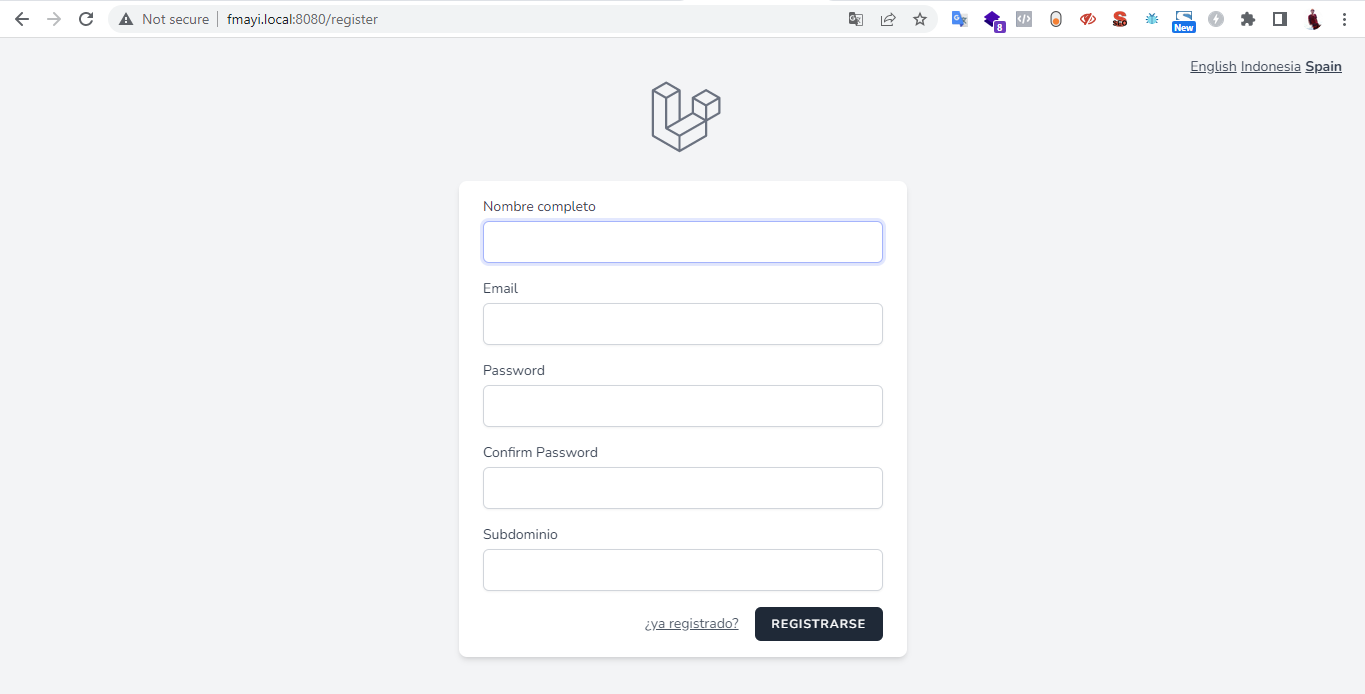 Not secure fmayi.local:8080/register
8
SEO
New
English Indonesia Spain
Nombre completo
Email
Password
Confirm Password
Subdominio
¿ya registrado? REGISTRARSE